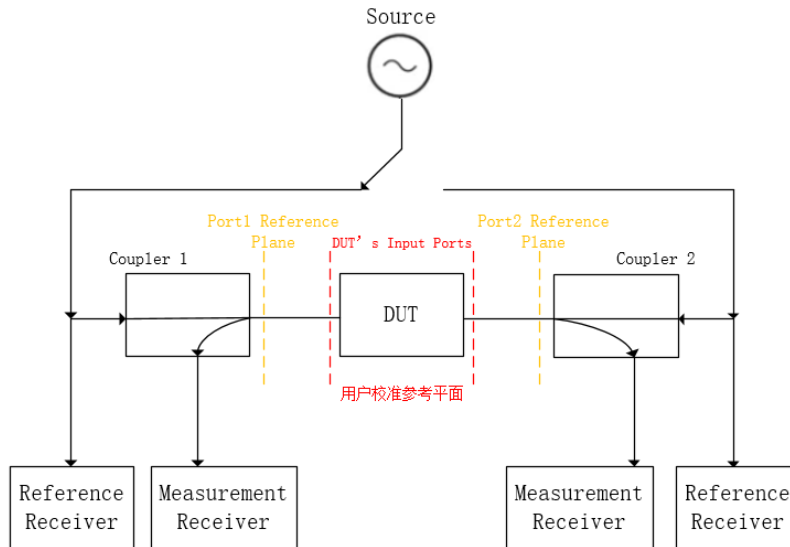 Source
Port1 Reference
Plane
Port2 Reference
Plane
DUT's Input Ports
Coupler 1
Coupler 2
DUT
用户校准参考平面
Reference
Receiver
Measurement
Receiver
Measurement
Receiver
Reference
Receiver